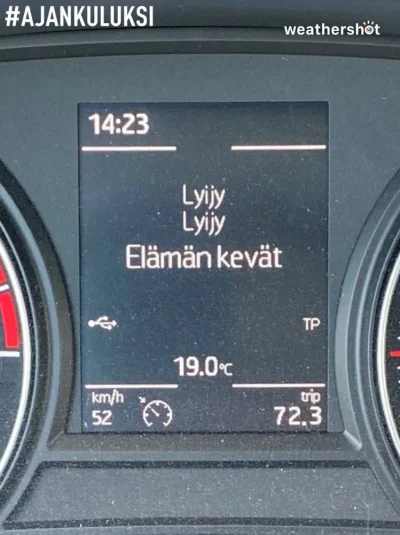 #AJANKULUKSI
weathershot
14:23
Lyijy
Lyijy
Elämän kevät
TP
19.0°C
km/h
52
trip
72.3